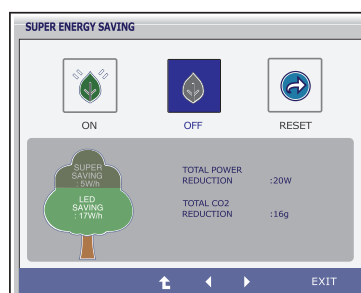 SUPER ENERGY SAVING
ON
OFF
RESET
SUPER
SAVING
: 5W/h
LED
SAVING
: 17W/h
TOTAL POWER
REDUCTION :20W
TOTAL CO2
REDUCTION :16g
EXIT